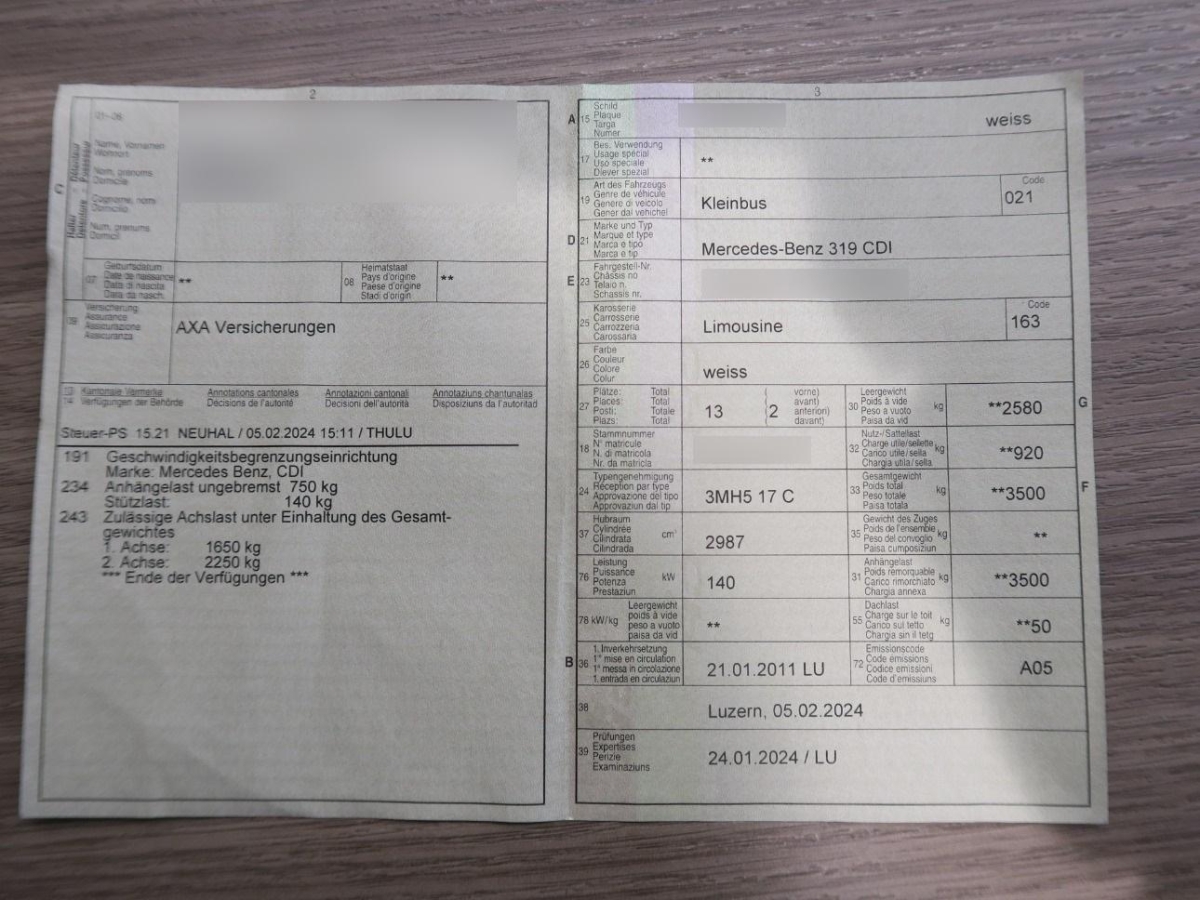 2
01-06
Name, Vornamen
Wohnort
Nom, prénoms
Domicile
Cognome, nomi
Domicilio
Num, prenums
Domicil
C
07
Geburtsdatum
Date de naissance
Data di nascita
Data da nasch.
**
08
Heimatstaat
Pays d'origine
Paese d'origine
Stadi d'origin
**
09
Versicherung
Assurance
Assicurazione
Assicuranza
AXA Versicherungen
13 Kantonale Vermerke Annotations cantonales Annotazioni cantonali Annotaziuns chantunalas
14 Verfügungen der Behörde Décisions de l'autorité Decisioni dell'autorità Disposiziuns da l'autoritad
Steuer-PS 15.21 NEUHAL / 05.02.2024 15:11 / THULU
191 Geschwindigkeitsbegrenzungseinrichtung
Marke: Mercedes Benz, CDI
234 Anhängelast ungebremst 750 kg
Stützlast: 140 kg
243 Zulässige Achslast unter Einhaltung des Gesamt-
gewichtes
1. Achse: 1650 kg
2. Achse: 2250 kg
*** Ende der Verfügungen ***
3
A 15
Schild
Plaque
Targa
Numer
weiss
17
Bes. Verwendung
Usage spécial
Uso speciale
Diever spezial
**
19
Art des Fahrzeugs
Genre de véhicule
Genere di veicolo
Gener dal vehichel
Kleinbus
Code
021
D 21
Marke und Typ
Marque et type
Marca e tipo
Marca e tip
Mercedes-Benz 319 CDI
E 23
Fahrgestell-Nr.
Châssis no
Telaio n.
Schassis nr.
25
Karosserie
Carrosserie
Carrozzeria
Carossaria
Limousine
Code
163
26
Farbe
Couleur
Colore
Colur
weiss
27
Plätze: Total
Places: Total
Posti: Totale
Plazs: Total
13
( vorne)
( avant)
( anteriori)
( davant)
2
30
Leergewicht
Poids à vide
Peso a vuoto
Paisa da vid
kg
**2580
G
18
Stammnummer
N° matricule
N. di matricola
Nr. da matricla
32
Nutz-/Sattellast
Charge utile/sellette
Carico utile/sella
Chargia utila/sella
kg
**920
24
Typengenehmigung
Réception par type
Approvazione del tipo
Approvaziun dal tip
3MH5 17 C
33
Gesamtgewicht
Poids total
Peso totale
Paisa totala
kg
**3500
F
37
Hubraum
Cylindrée
Cilindrata
Cilindrada
cm³
2987
35
Gewicht des Zuges
Poids de l'ensemble
Peso del convoglio
Paisa cumposiziun
kg
**
76
Leistung
Puissance
Potenza
Prestaziun
kW
140
31
Anhängelast
Poids remorquable
Carico rimorchiato
Chargia annexa
kg
**3500
78 kW/kg
Leergewicht
poids à vide
peso a vuoto
paisa da vid
**
55
Dachlast
Charge sur le toit
Carico sul tetto
Chargia sin il tetg
kg
**50
B 36
1. Inverkehrsetzung
1re mise en circulation
1a messa in circolazione
1. entrada en circulaziun
21.01.2011 LU
72
Emissionscode
Code émissions
Codice emissioni
Code d'emissiuns
A05
38
Luzern, 05.02.2024
39
Prüfungen
Expertises
Perizie
Examinaziuns
24.01.2024 / LU